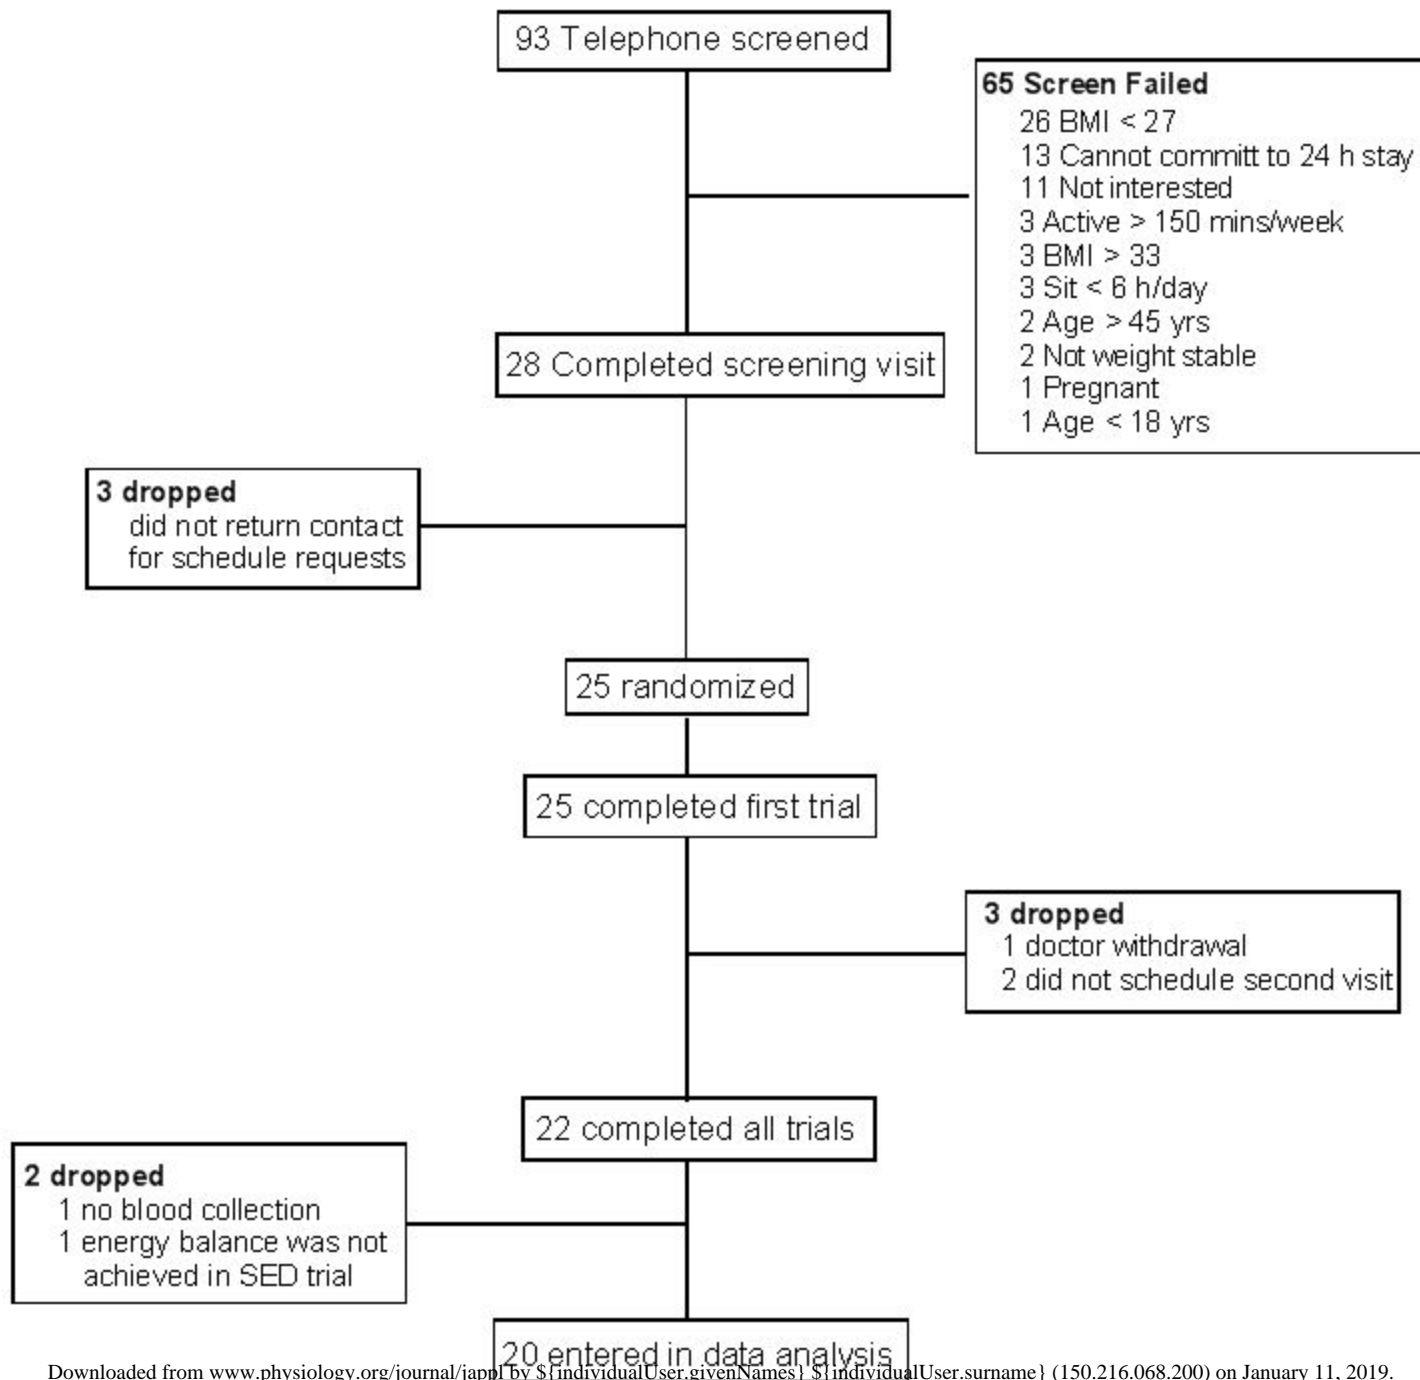 93 Telephone screened
65 Screen Failed
26 BMI < 27
13 Cannot committ to 24 h stay
11 Not interested
3 Active > 150 mins/week
3 BMI > 33
3 Sit < 6 h/day
2 Age > 45 yrs
2 Not weight stable
1 Pregnant
1 Age < 18 yrs
28 Completed screening visit
3 dropped
did not return contact
for schedule requests
25 randomized
25 completed first trial
3 dropped
1 doctor withdrawal
2 did not schedule second visit
22 completed all trials
2 dropped
1 no blood collection
1 energy balance was not
achieved in SED trial
20 entered in data analysis
Downloaded from www.physiology.org/journal/jappl by ${individualUser.givenNames} ${individualUser.surname} (150.216.068.200) on January 11, 2019.